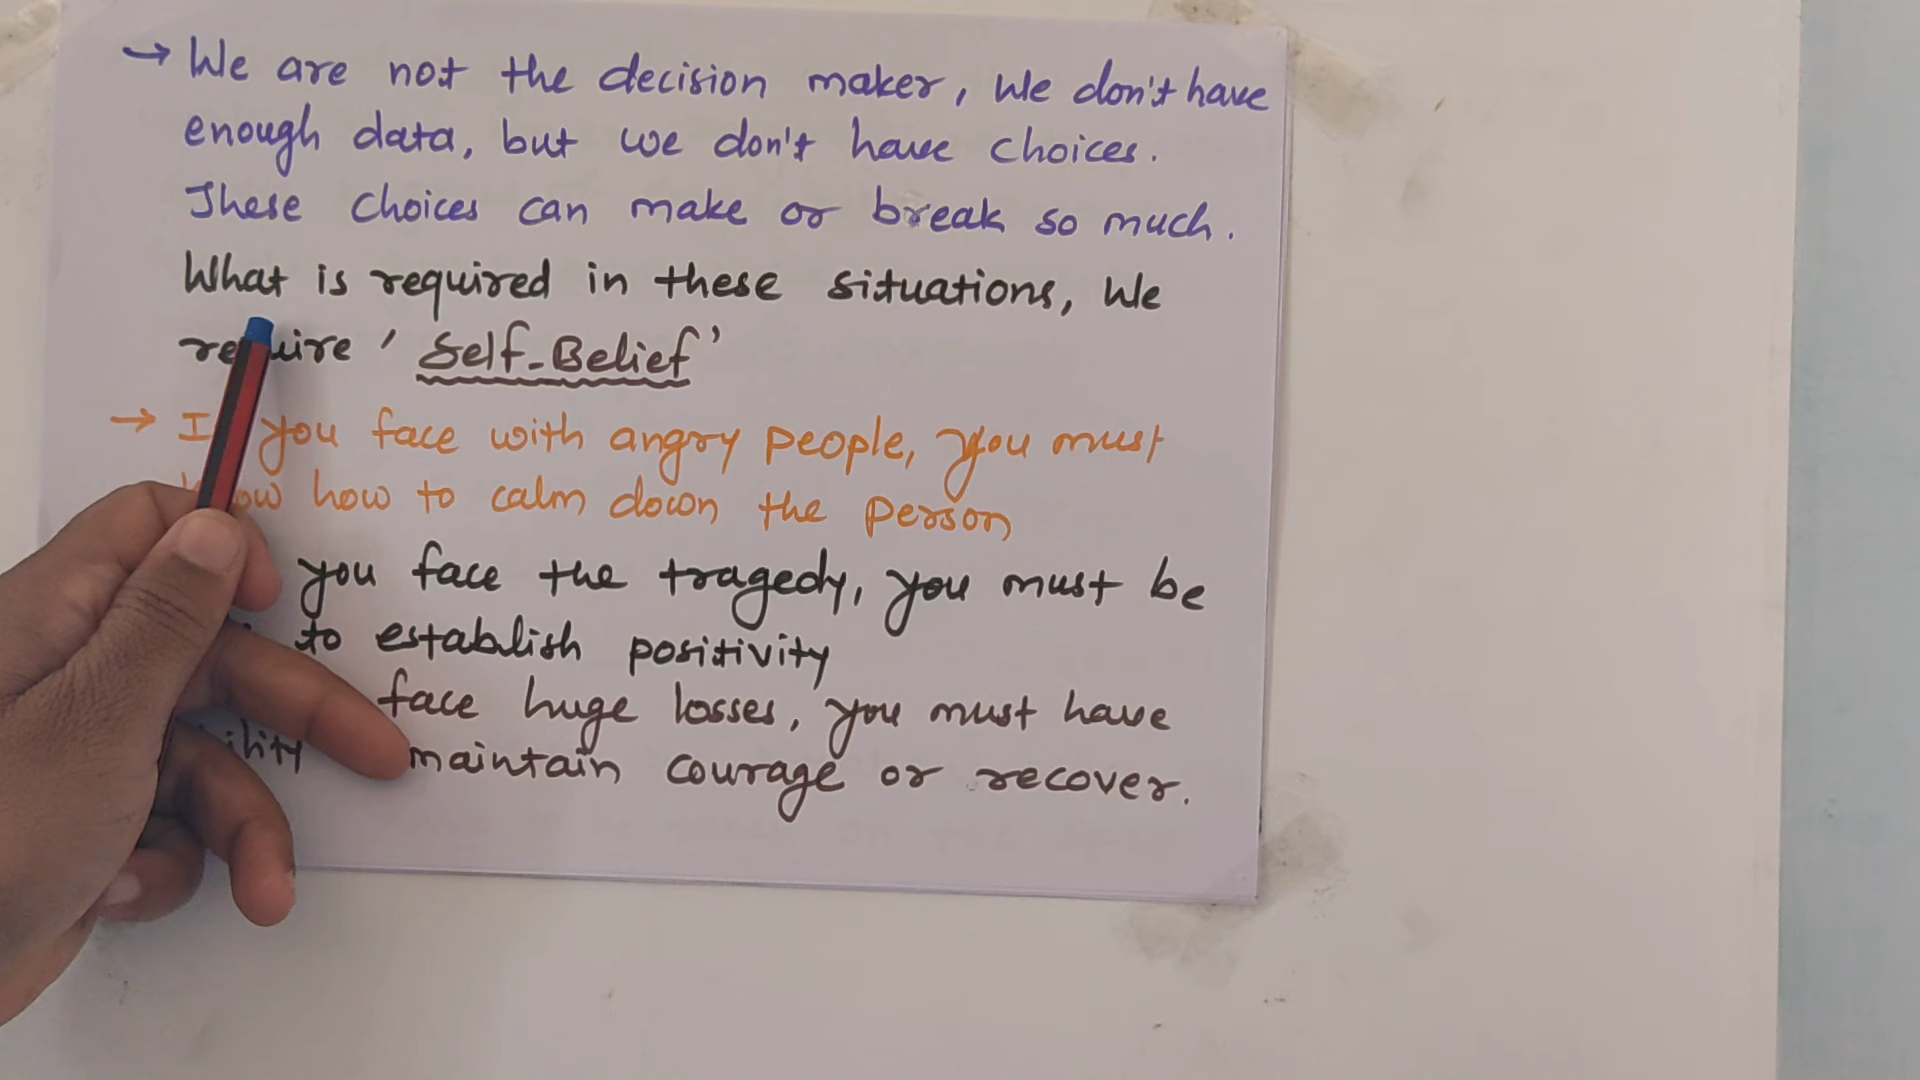 → We are not the decision maker, We don't have
enough data, but we don't have choices.
These choices can make or break so much.
What is required in these situations, We
require 'Self-Belief'
→ If you face with angry people, you must
know how to calm down the person
you face the tragedy, you must be
to establish positivity
face huge losses, you must have
maintain courage or recover.